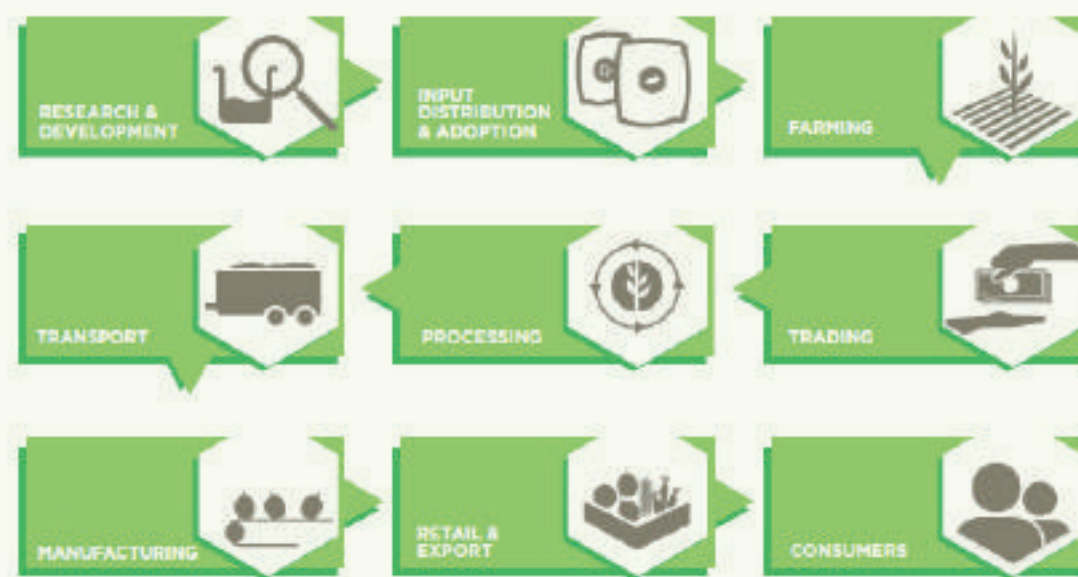 RESEARCH &
DEVELOPMENT
INPUT
DISTRIBUTION
& ADOPTION
FARMING
TRANSPORT
PROCESSING
TRADING
MANUFACTURING
RETAIL &
EXPORT
CONSUMERS